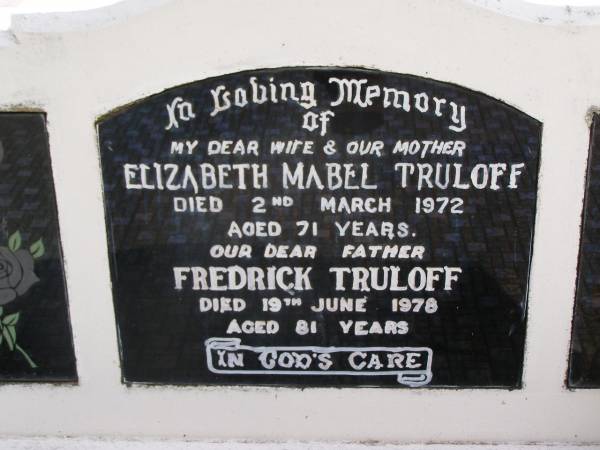 In Loving Memory
of
MY DEAR WIFE & OUR MOTHER
ELIZABETH MABEL TRULOFF
DIED 2ND MARCH 1972
AGED 71 YEARS.
OUR DEAR FATHER
FREDRICK TRULOFF
DIED 19TH JUNE 1978
AGED 81 YEARS
IN GOD'S CARE